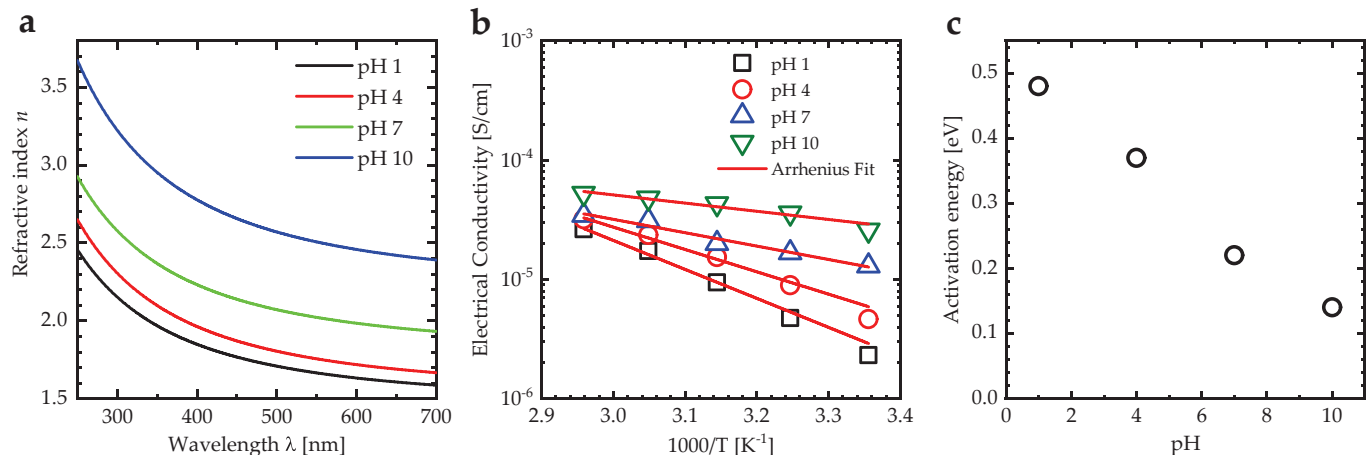 a
3.5
3.0
2.5
2.0
1.5
300
400
500
600
700
Refractive index n
Wavelength λ [nm]
pH 1
pH 4
pH 7
pH 10
b
10⁻³
10⁻⁴
10⁻⁵
10⁻⁶
2.9
3.0
3.1
3.2
3.3
3.4
Electrical Conductivity [S/cm]
1000/T [K⁻¹]
pH 1
pH 4
pH 7
pH 10
Arrhenius Fit
c
0.5
0.4
0.3
0.2
0.1
0.0
0
2
4
6
8
10
Activation energy [eV]
pH